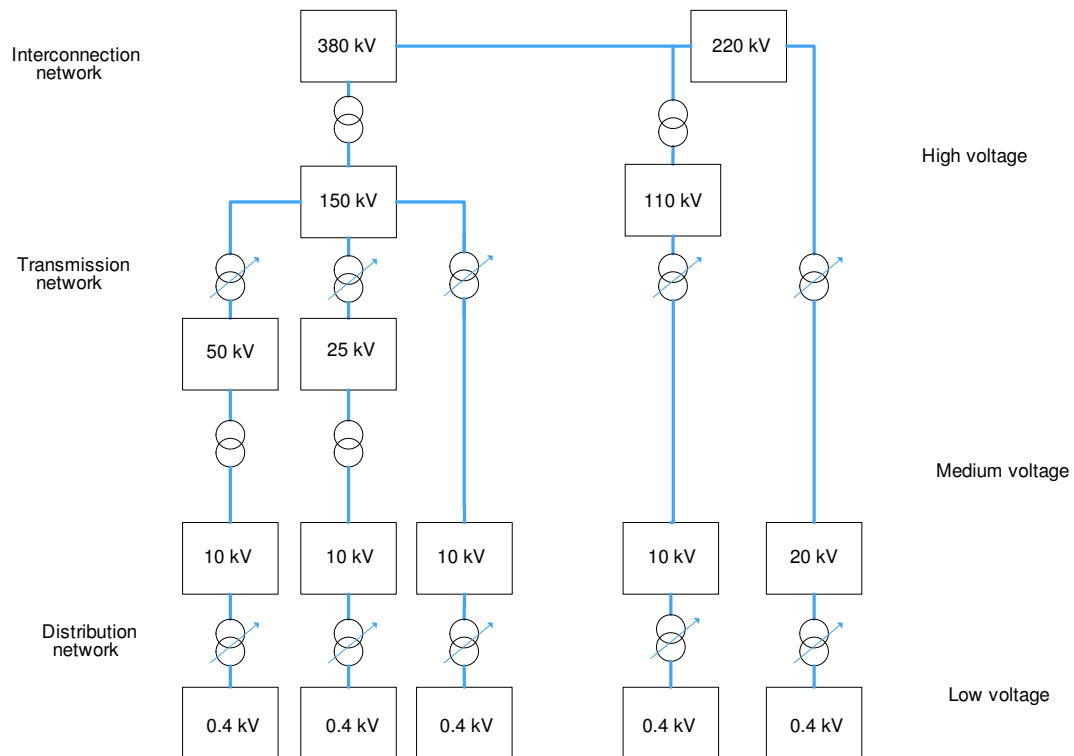 380 kV
220 kV
Interconnection
network
High voltage
150 kV
110 kV
Transmission
network
50 kV
25 kV
Medium voltage
10 kV
10 kV
10 kV
10 kV
20 kV
Distribution
network
Low voltage
0.4 kV
0.4 kV
0.4 kV
0.4 kV
0.4 kV